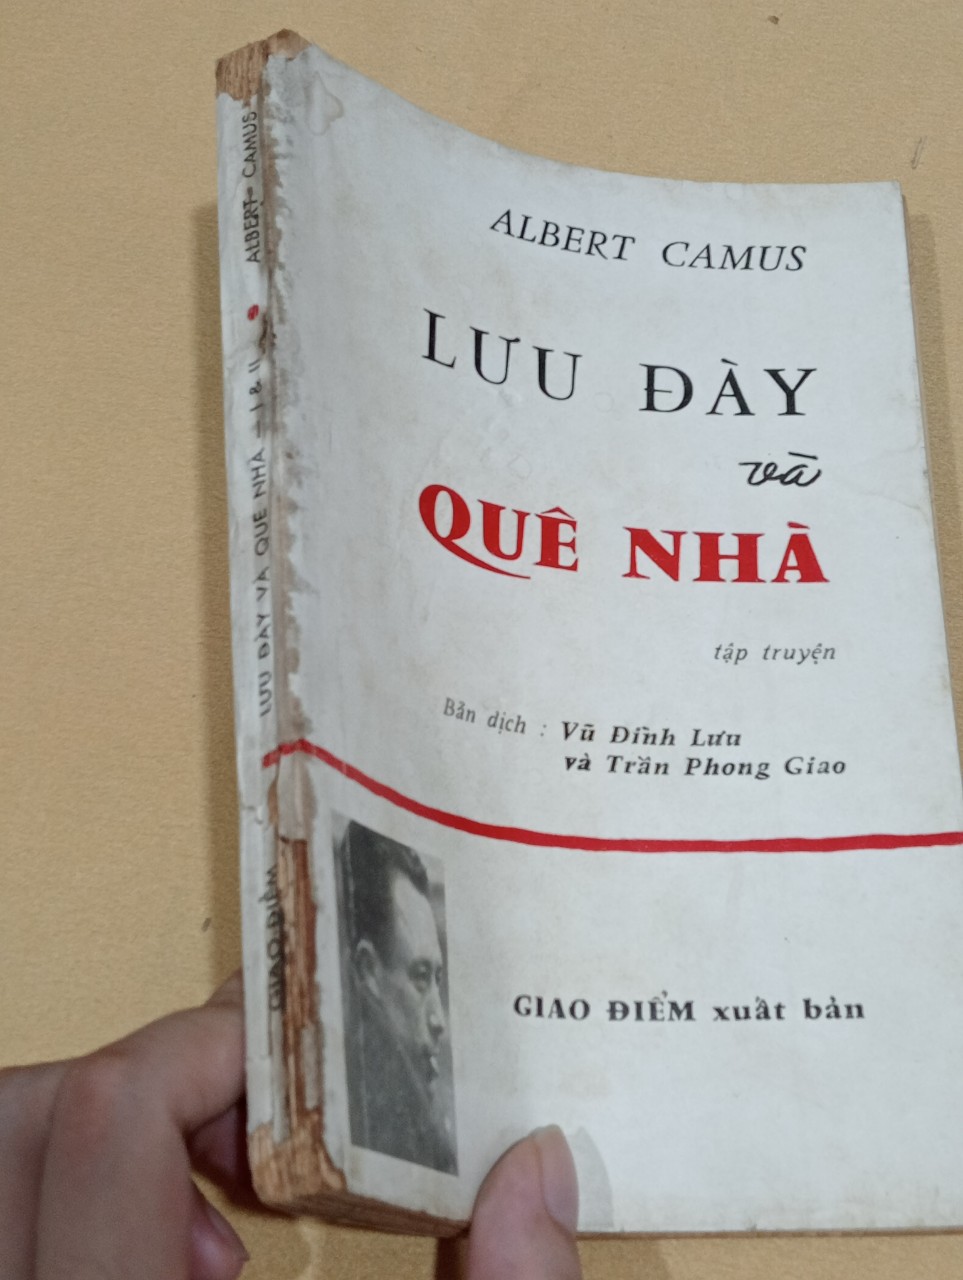 ALBERT CAMUS
LƯU ĐÀY
và
QUÊ NHÀ
tập truyện
Bản dịch : Vũ Đình Lưu
và Trần Phong Giao
GIAO ĐIỂM xuất bản
LƯU ĐÀY VÀ QUÊ NHÀ — I & II ● ALBERT CAMUS
GIAO ĐIỂM